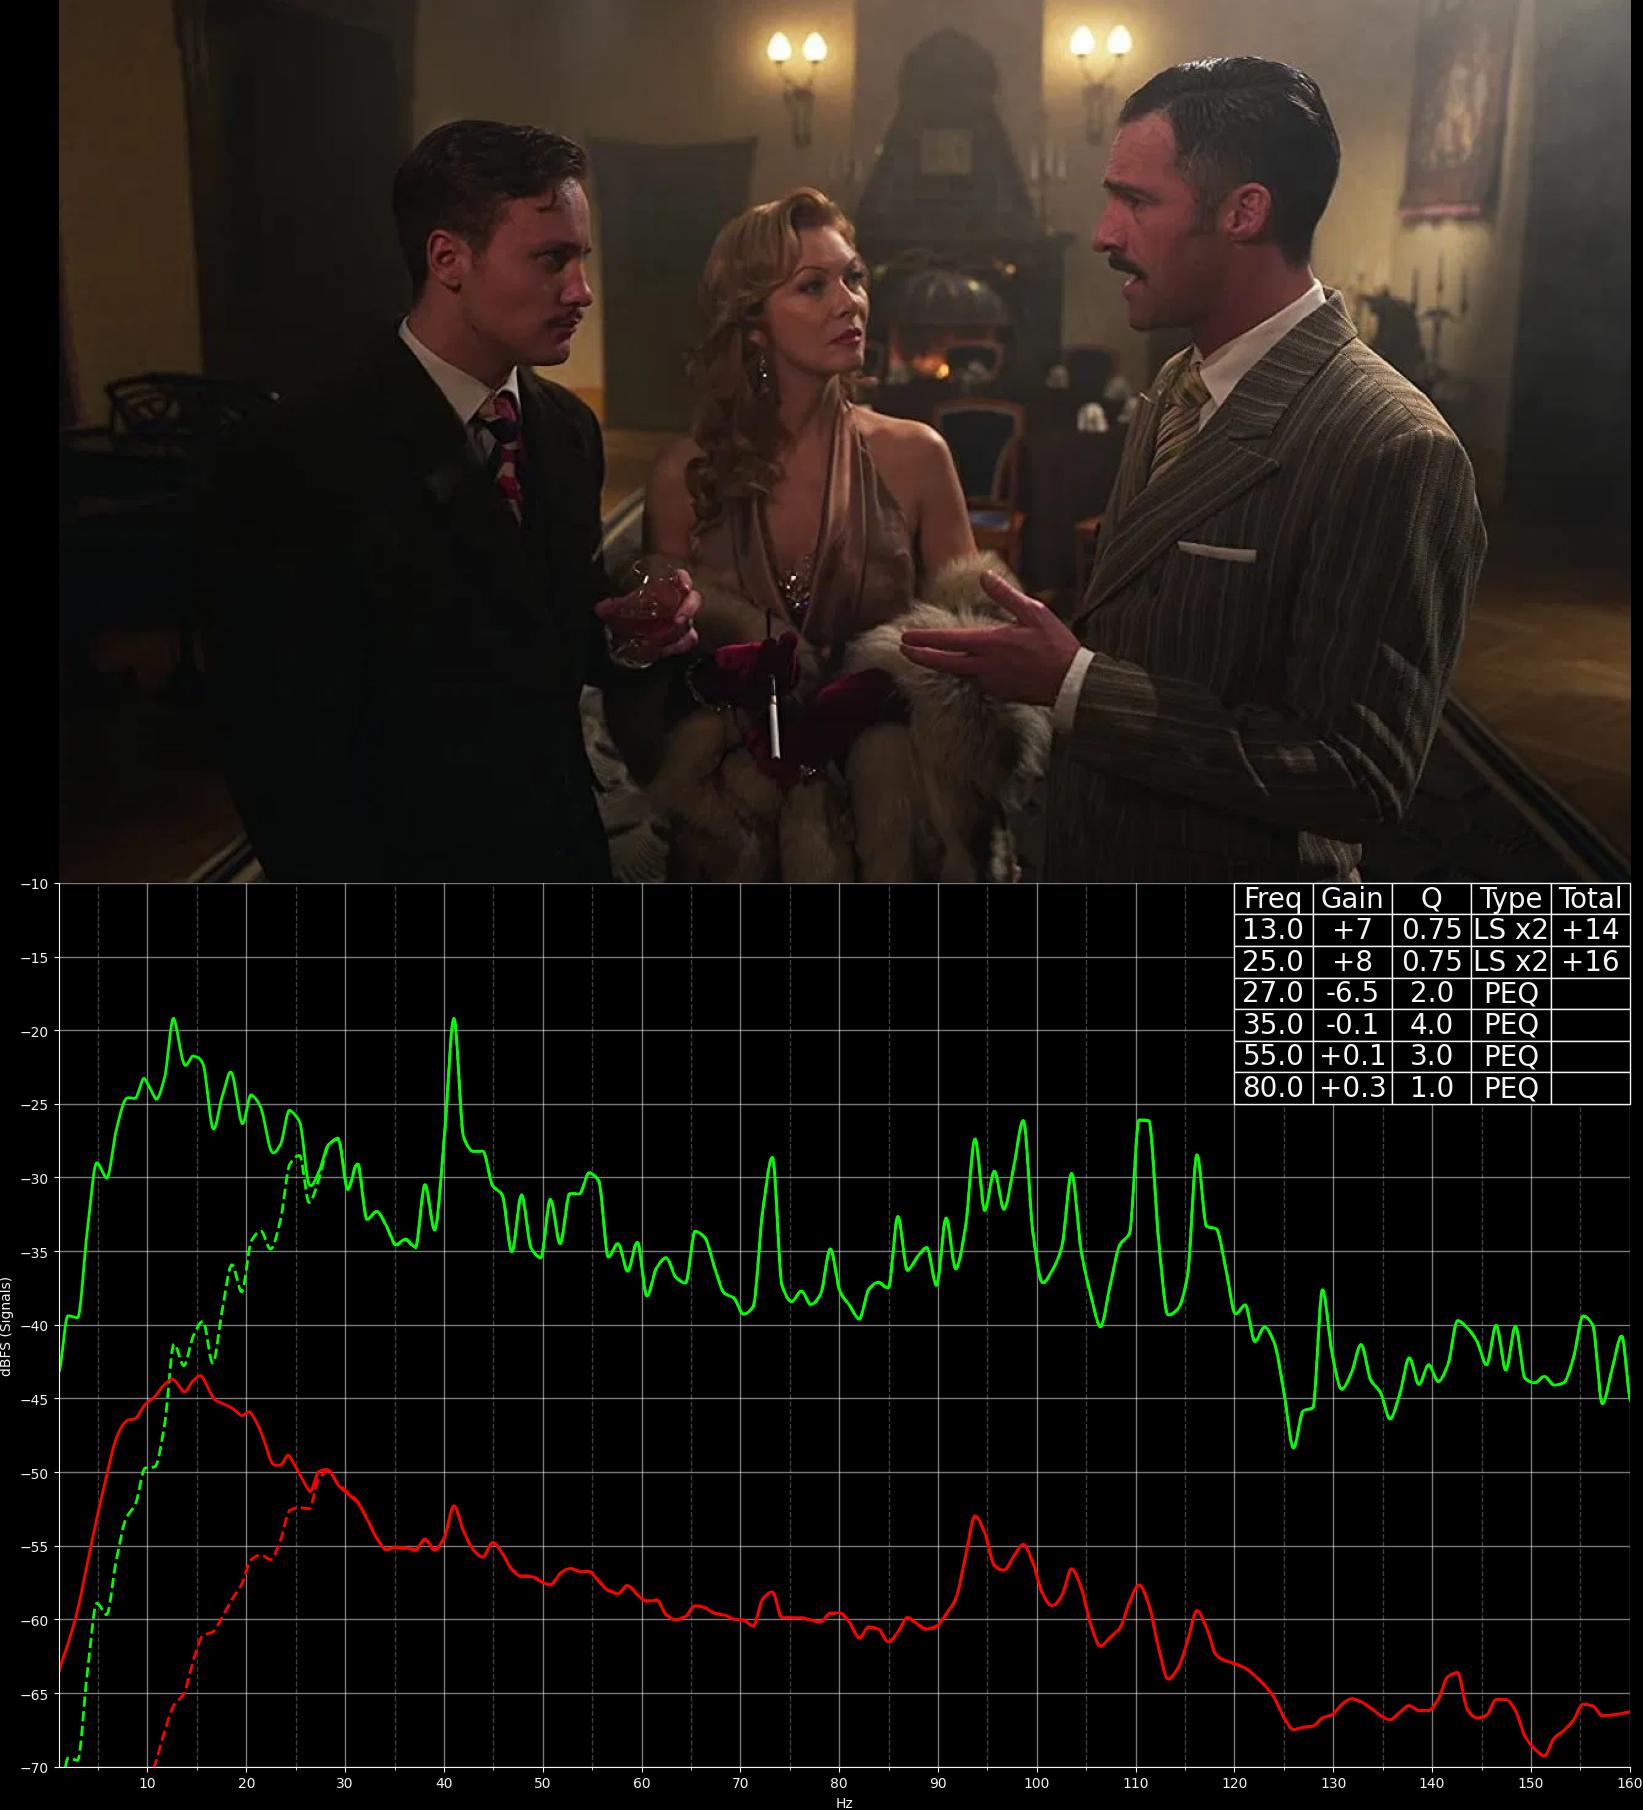 Freq Gain Q Type Total
13.0 +7 0.75 LS x2 +14
25.0 +8 0.75 LS x2 +16
27.0 -6.5 2.0 PEQ
35.0 -0.1 4.0 PEQ
55.0 +0.1 3.0 PEQ
80.0 +0.3 1.0 PEQ
−10
−15
−20
−25
−30
−35
−40
−45
−50
−55
−60
−65
−70
dBFS (Signals)
10 20 30 40 50 60 70 80 90 100 110 120 130 140 150 160
Hz